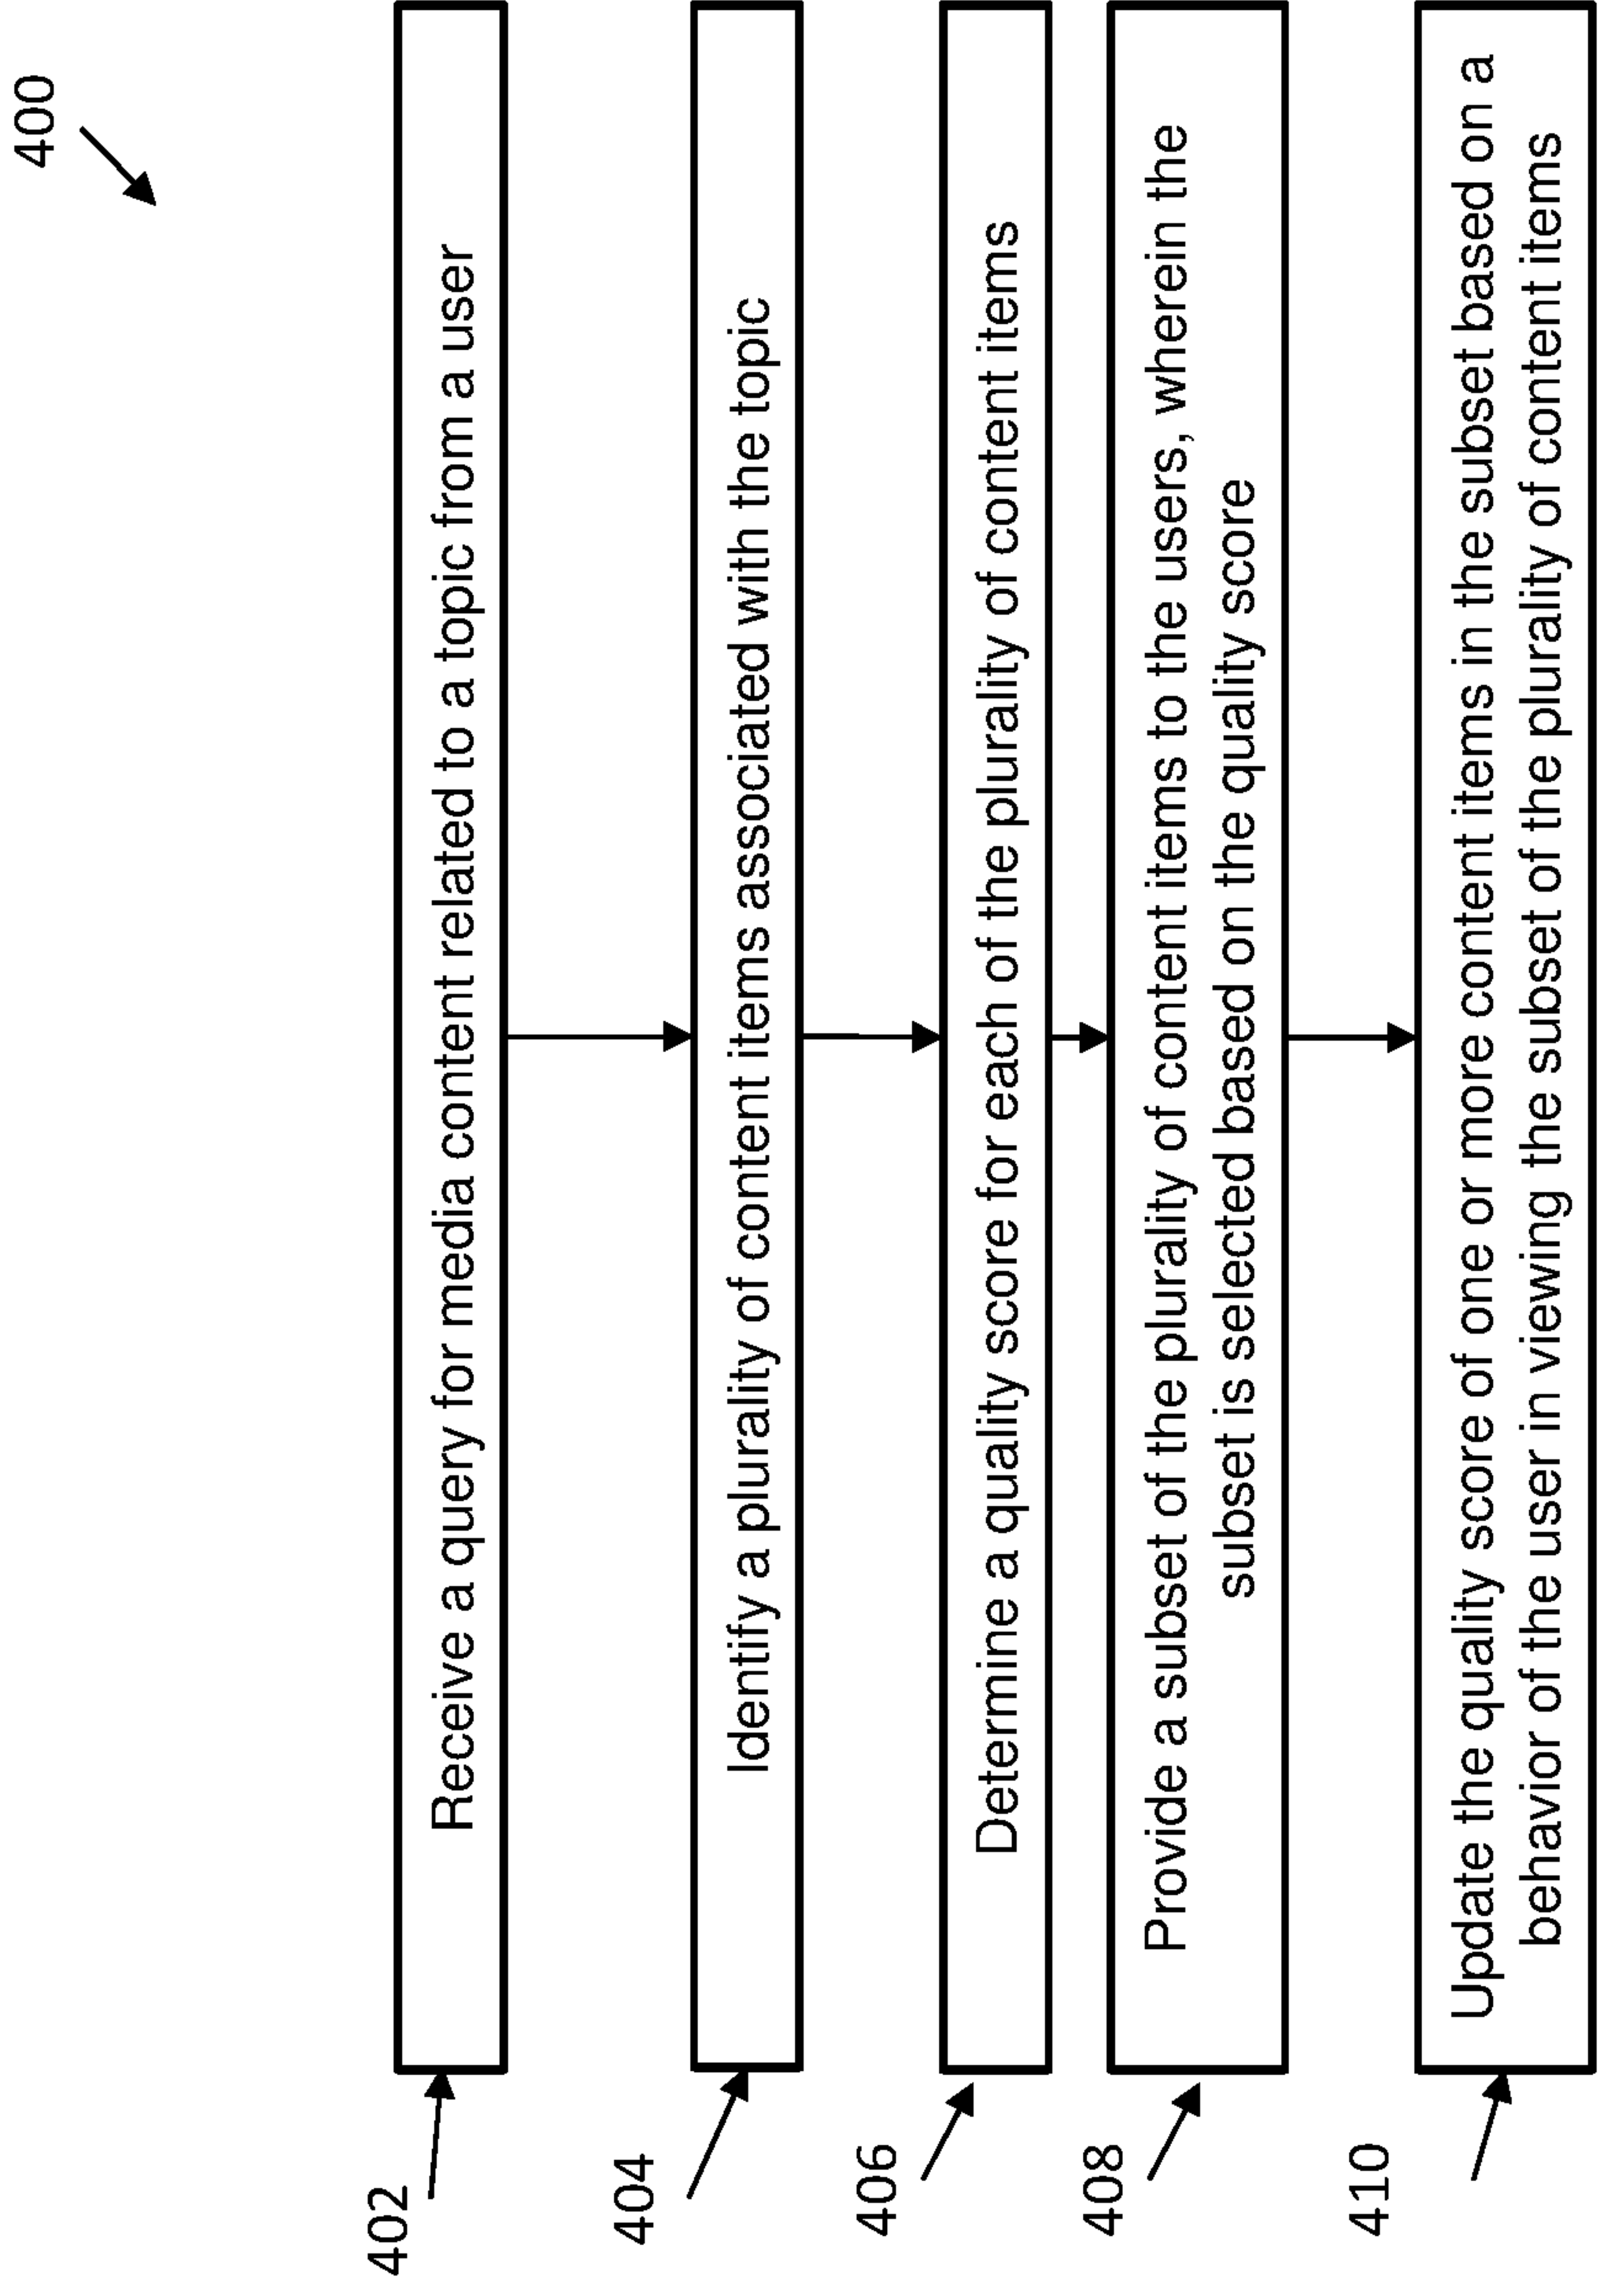 400
402
Receive a query for media content related to a topic from a user
404
Identify a plurality of content items associated with the topic
406
Determine a quality score for each of the plurality of content items
408
Provide a subset of the plurality of content items to the users, wherein the
subset is selected based on the quality score
410
Update the quality score of one or more content items in the subset based on a
behavior of the user in viewing the subset of the plurality of content items